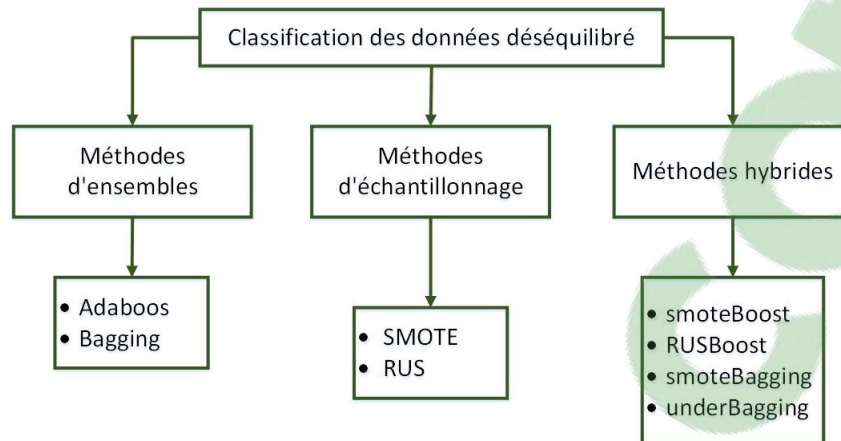 Classification des données déséquilibré
Méthodes
d'ensembles
Méthodes
d'échantillonnage
Méthodes hybrides
• Adaboos
• Bagging
• SMOTE
• RUS
• smoteBoost
• RUSBoost
• smoteBagging
• underBagging